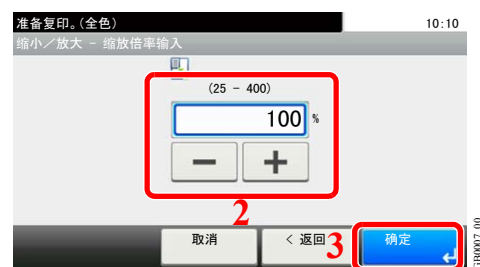 准备复印。(全色) 10:10
缩小／放大 - 缩放倍率输入
(25 - 400)
100 %
− +
2
取消 < 返回 3 确定